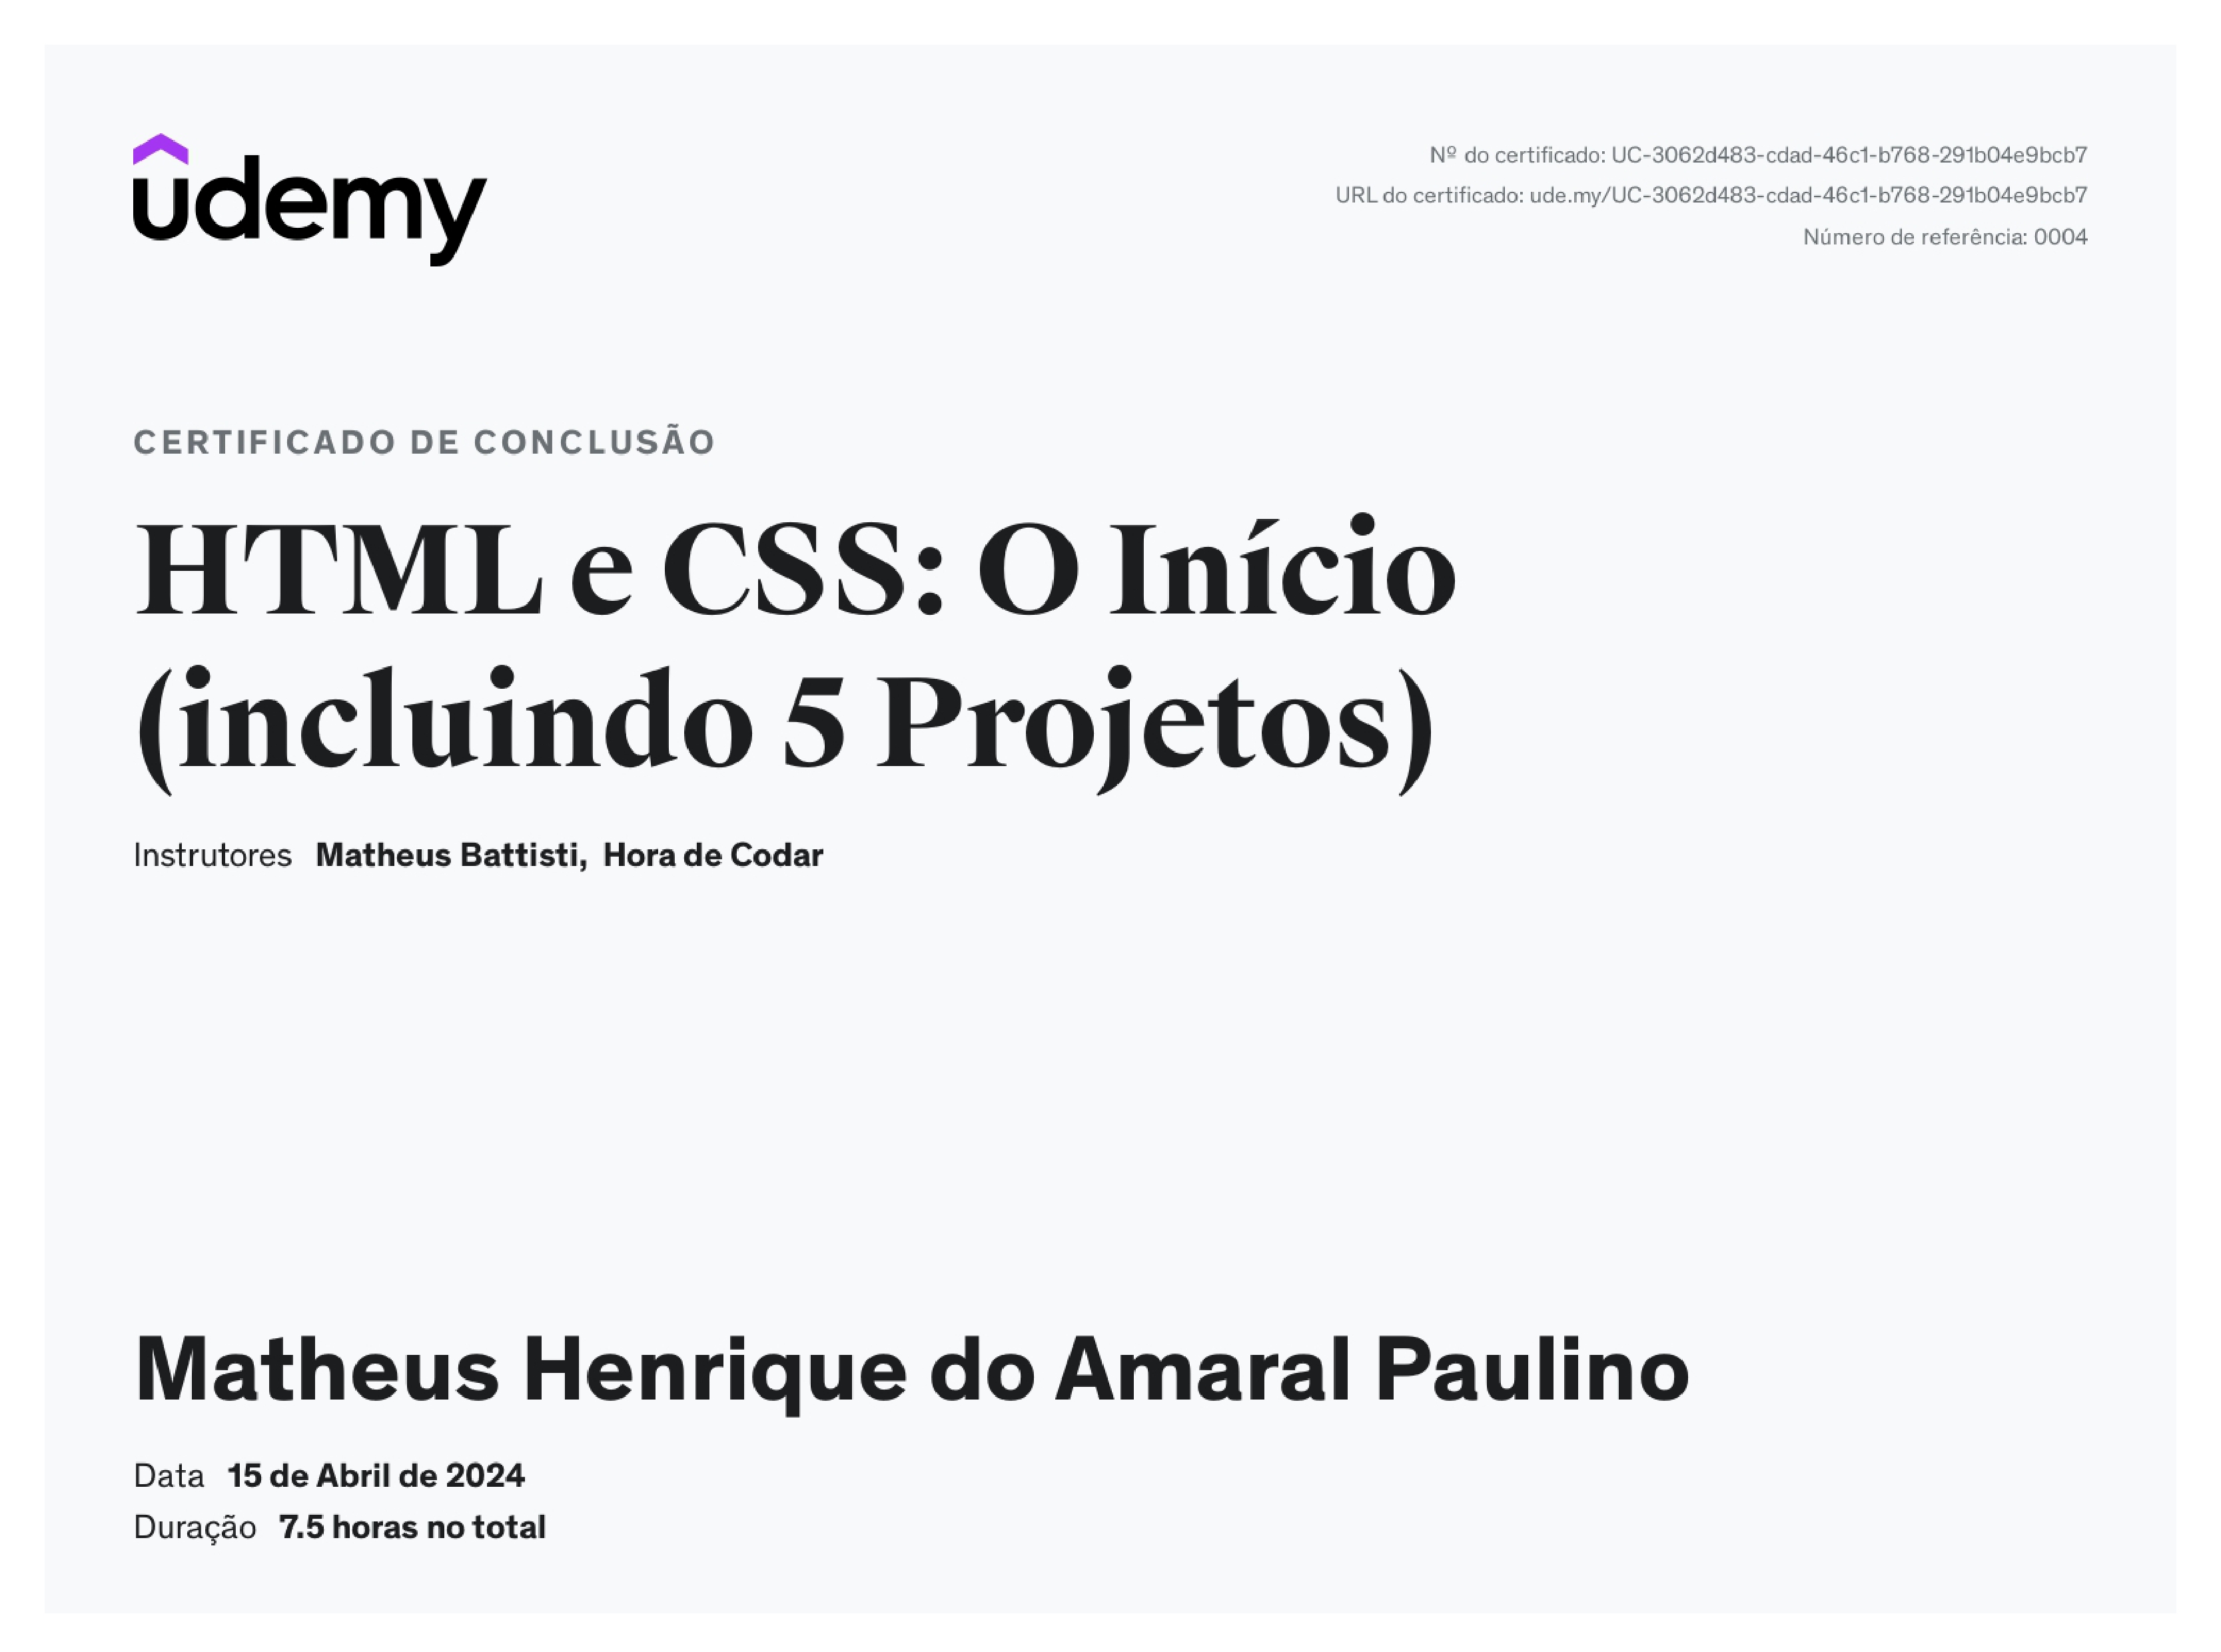 udemy
Nº do certificado: UC-3062d483-cdad-46c1-b768-291b04e9bcb7
URL do certificado: ude.my/UC-3062d483-cdad-46c1-b768-291b04e9bcb7
Número de referência: 0004
CERTIFICADO DE CONCLUSÃO
HTML e CSS: O Início
(incluindo 5 Projetos)
Instrutores Matheus Battisti, Hora de Codar
Matheus Henrique do Amaral Paulino
Data 15 de Abril de 2024
Duração 7.5 horas no total